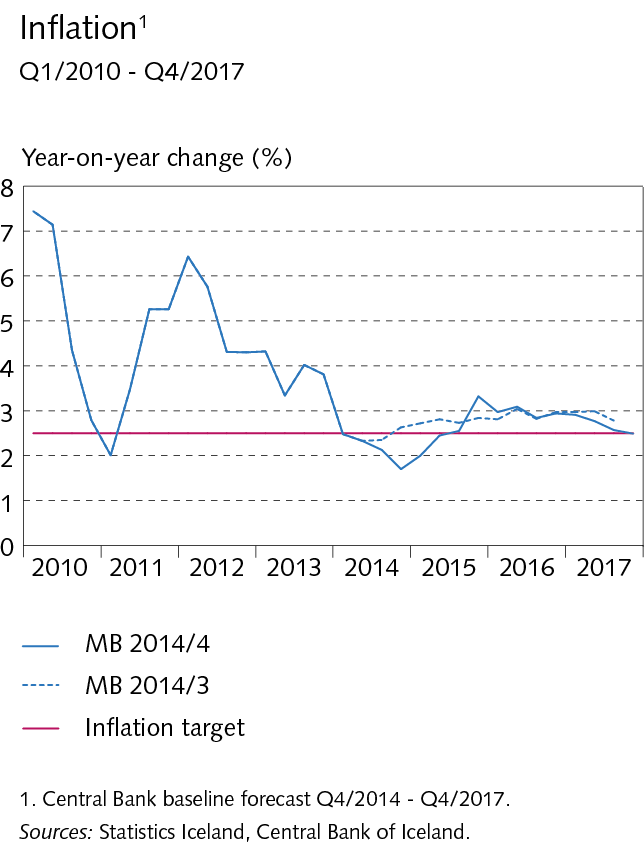 Inflation¹
Q1/2010 - Q4/2017
Year-on-year change (%)
8
7
6
5
4
3
2
1
0
2010 2011 2012 2013 2014 2015 2016 2017
MB 2014/4
MB 2014/3
Inflation target
1. Central Bank baseline forecast Q4/2014 - Q4/2017.
Sources: Statistics Iceland, Central Bank of Iceland.